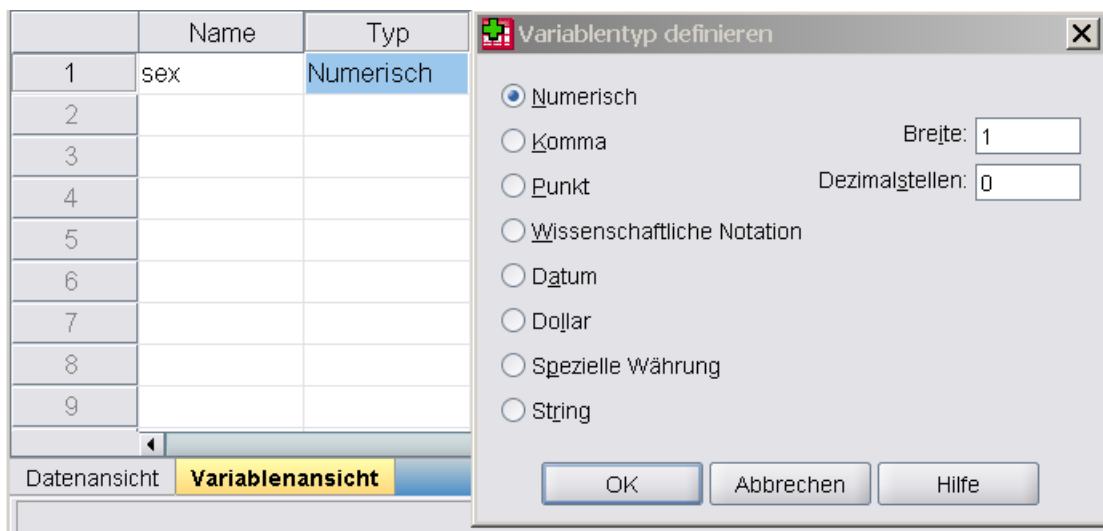 Name Typ
1 sex Numerisch
2
3
4
5
6
7
8
9
Datenansicht Variablenansicht
Variablentyp definieren
Numerisch
Komma
Punkt
Wissenschaftliche Notation
Datum
Dollar
Spezielle Währung
String
Breite: 1
Dezimalstellen: 0
OK Abbrechen Hilfe